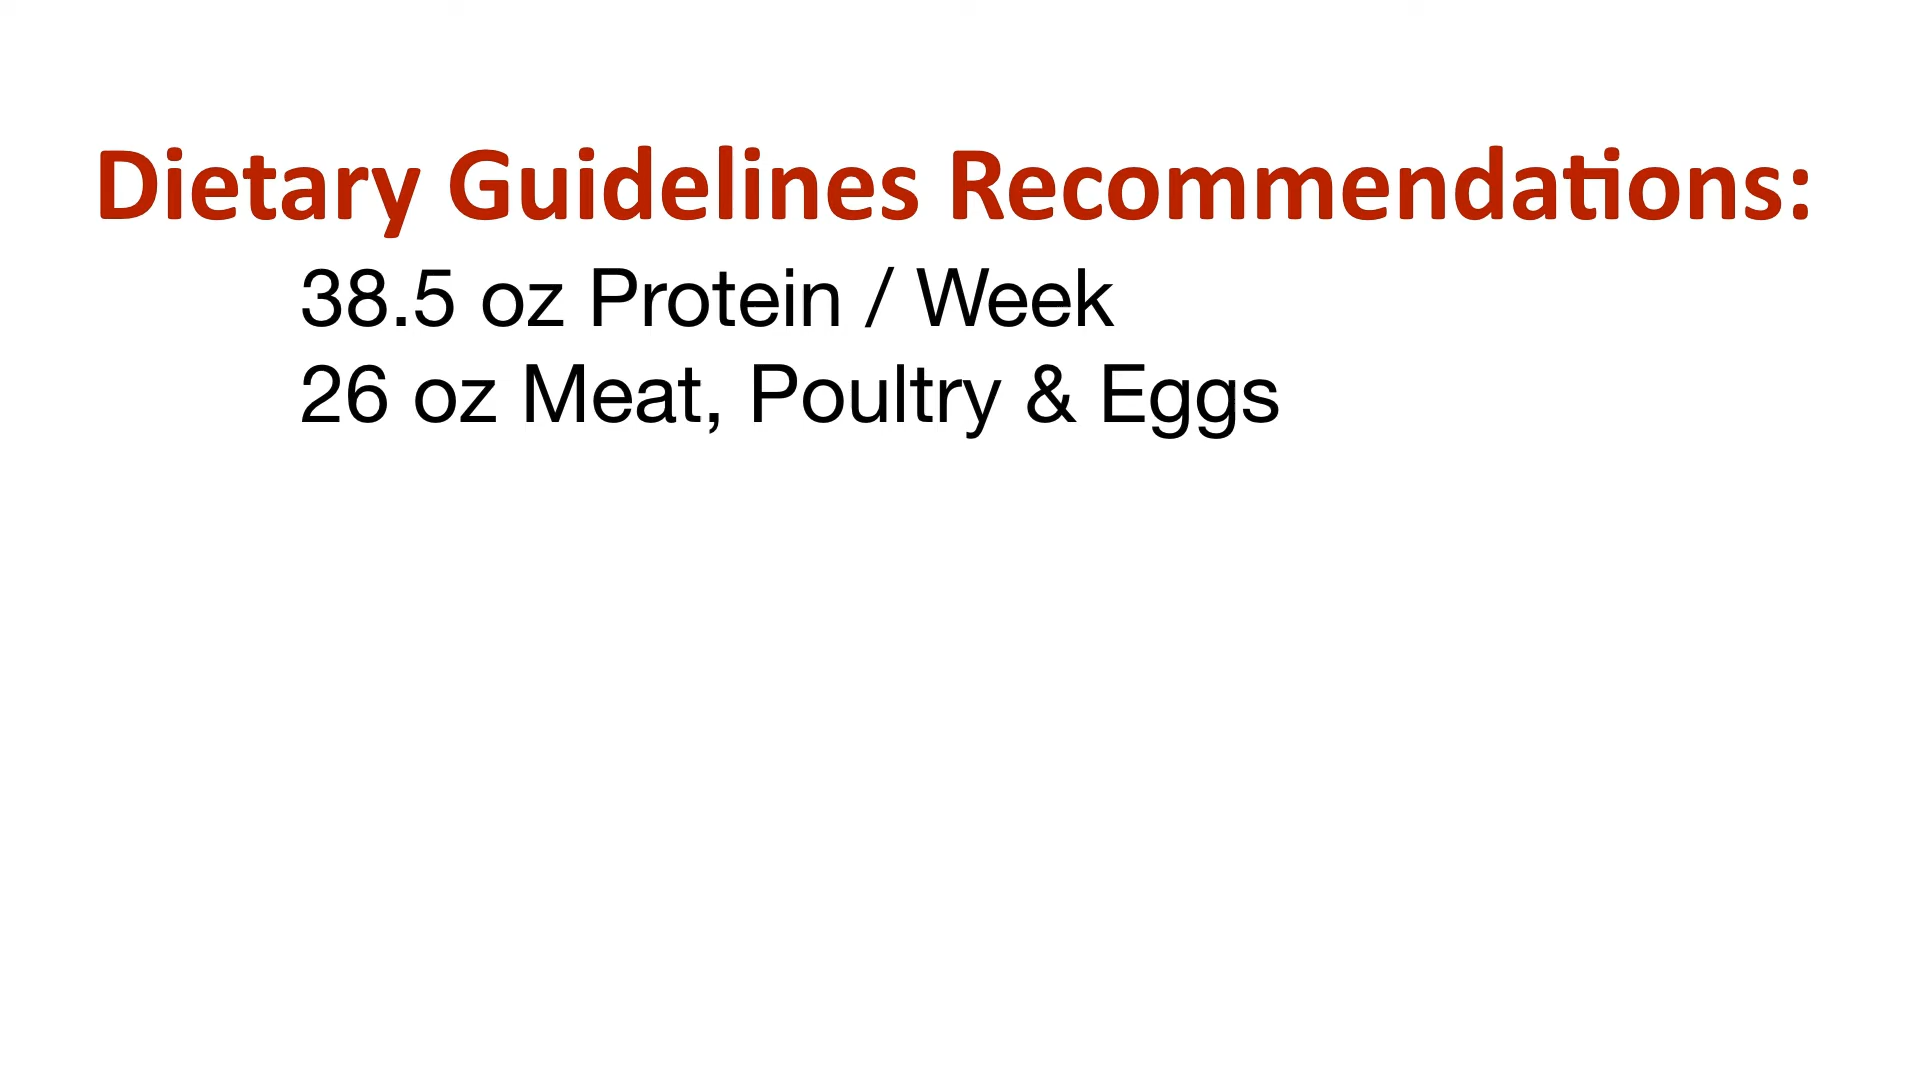 Dietary Guidelines Recommendations:
38.5 oz Protein / Week
26 oz Meat, Poultry & Eggs